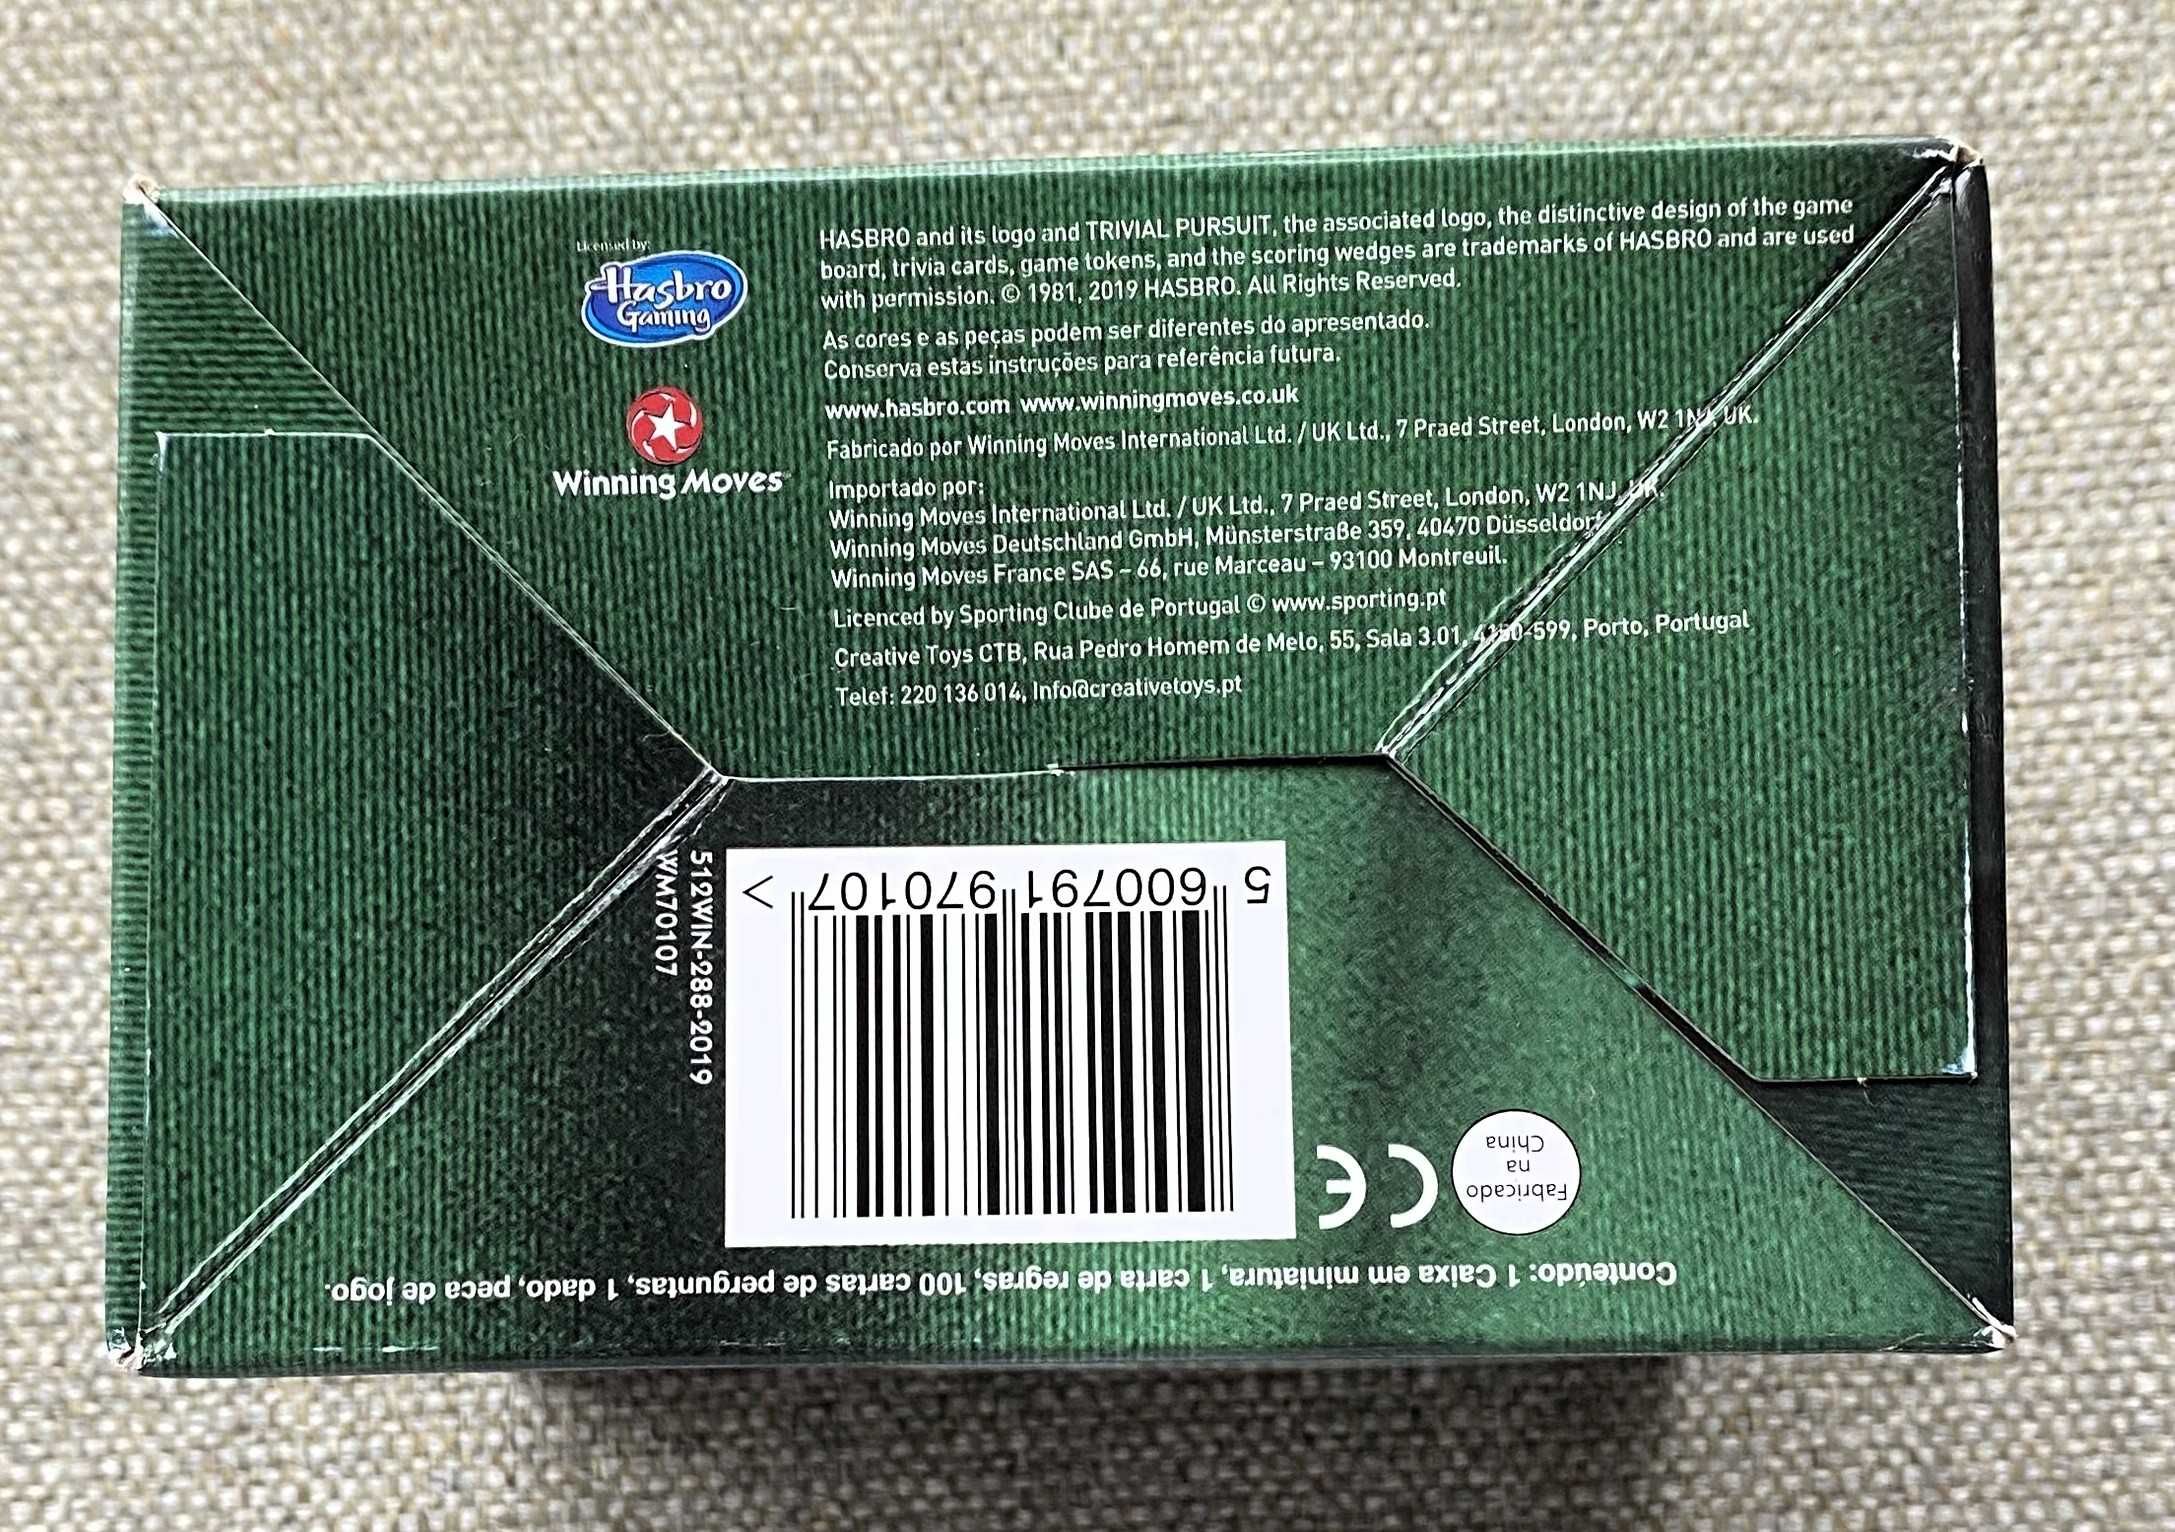 Licensed by:
Hasbro
Gaming
Winning Moves
HASBRO and its logo and TRIVIAL PURSUIT, the associated logo, the distinctive design of the game
board, trivia cards, game tokens, and the scoring wedges are trademarks of HASBRO and are used
with permission. © 1981, 2019 HASBRO. All Rights Reserved.
As cores e as peças podem ser diferentes do apresentado.
Conserva estas instruções para referência futura.
www.hasbro.com www.winningmoves.co.uk
Fabricado por Winning Moves International Ltd. / UK Ltd., 7 Praed Street, London, W2 1NJ, UK.
Importado por:
Winning Moves International Ltd. / UK Ltd., 7 Praed Street, London, W2 1NJ, UK.
Winning Moves Deutschland GmbH, Münsterstraße 359, 40470 Düsseldorf
Winning Moves France SAS – 66, rue Marceau – 93100 Montreuil.
Licenced by Sporting Clube de Portugal © www.sporting.pt
Creative Toys CTB, Rua Pedro Homem de Melo, 55, Sala 3.01, 4150-599, Porto, Portugal
Telef: 220 136 014, Info@creativetoys.pt
512WIN-288-2019
WM70107
5 600791 970107 >
CE
Fabricado
na
China
Conteúdo: 1 Caixa em miniatura, 1 carta de regras, 100 cartas de perguntas, 1 dado, peca de jogo.